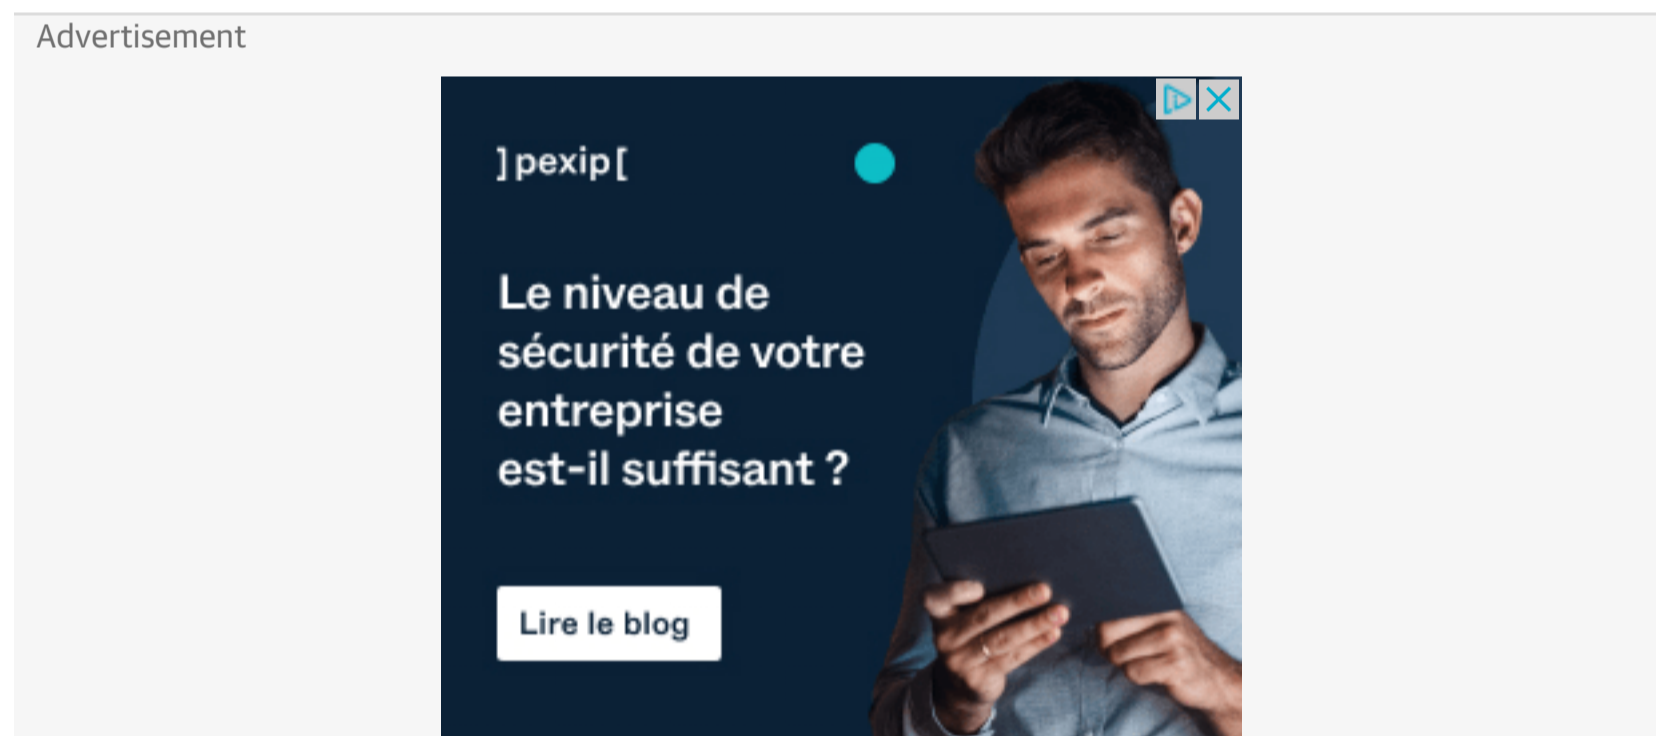 Advertisement
]pexip[
Le niveau de
sécurité de votre
entreprise
est-il suffisant ?
Lire le blog